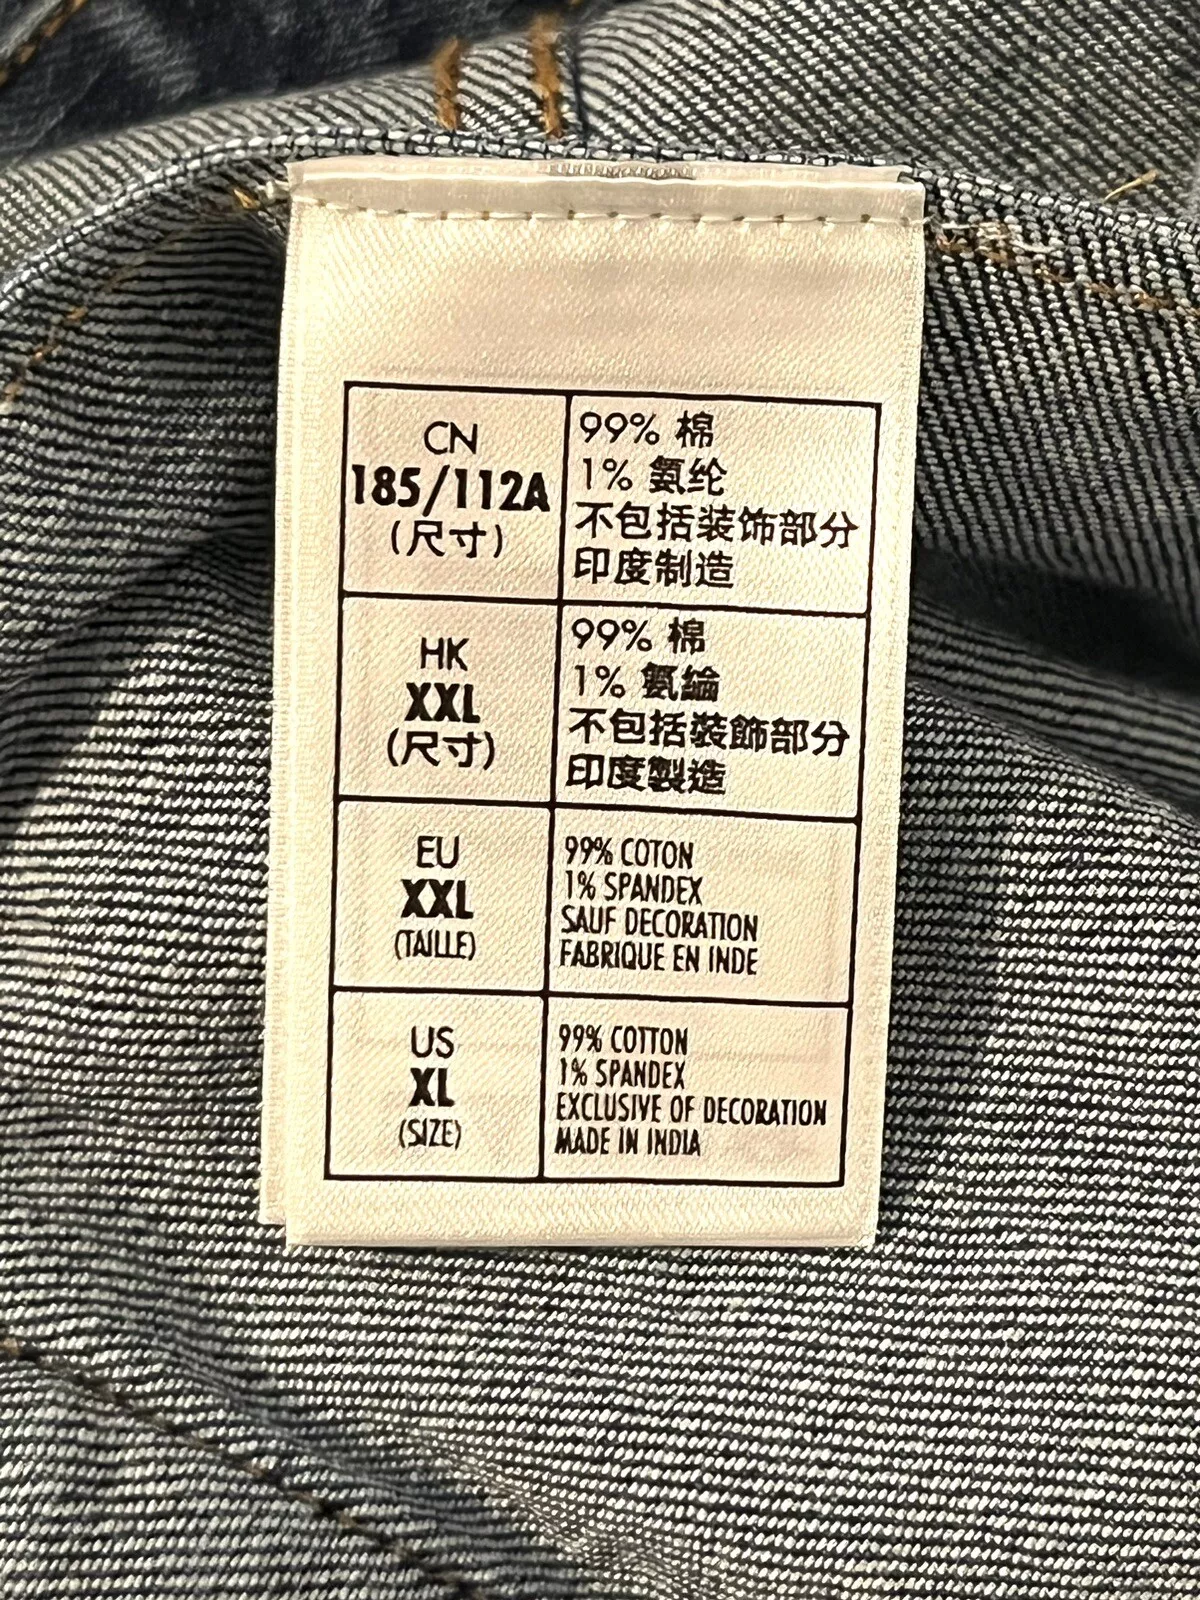 CN
185/112A
(尺寸)
99% 棉
1% 氨纶
不包括装饰部分
印度制造
HK
XXL
(尺寸)
99% 棉
1% 氨綸
不包括裝飾部分
印度製造
EU
XXL
(TAILLE)
99% COTON
1% SPANDEX
SAUF DECORATION
FABRIQUE EN INDE
US
XL
(SIZE)
99% COTTON
1% SPANDEX
EXCLUSIVE OF DECORATION
MADE IN INDIA